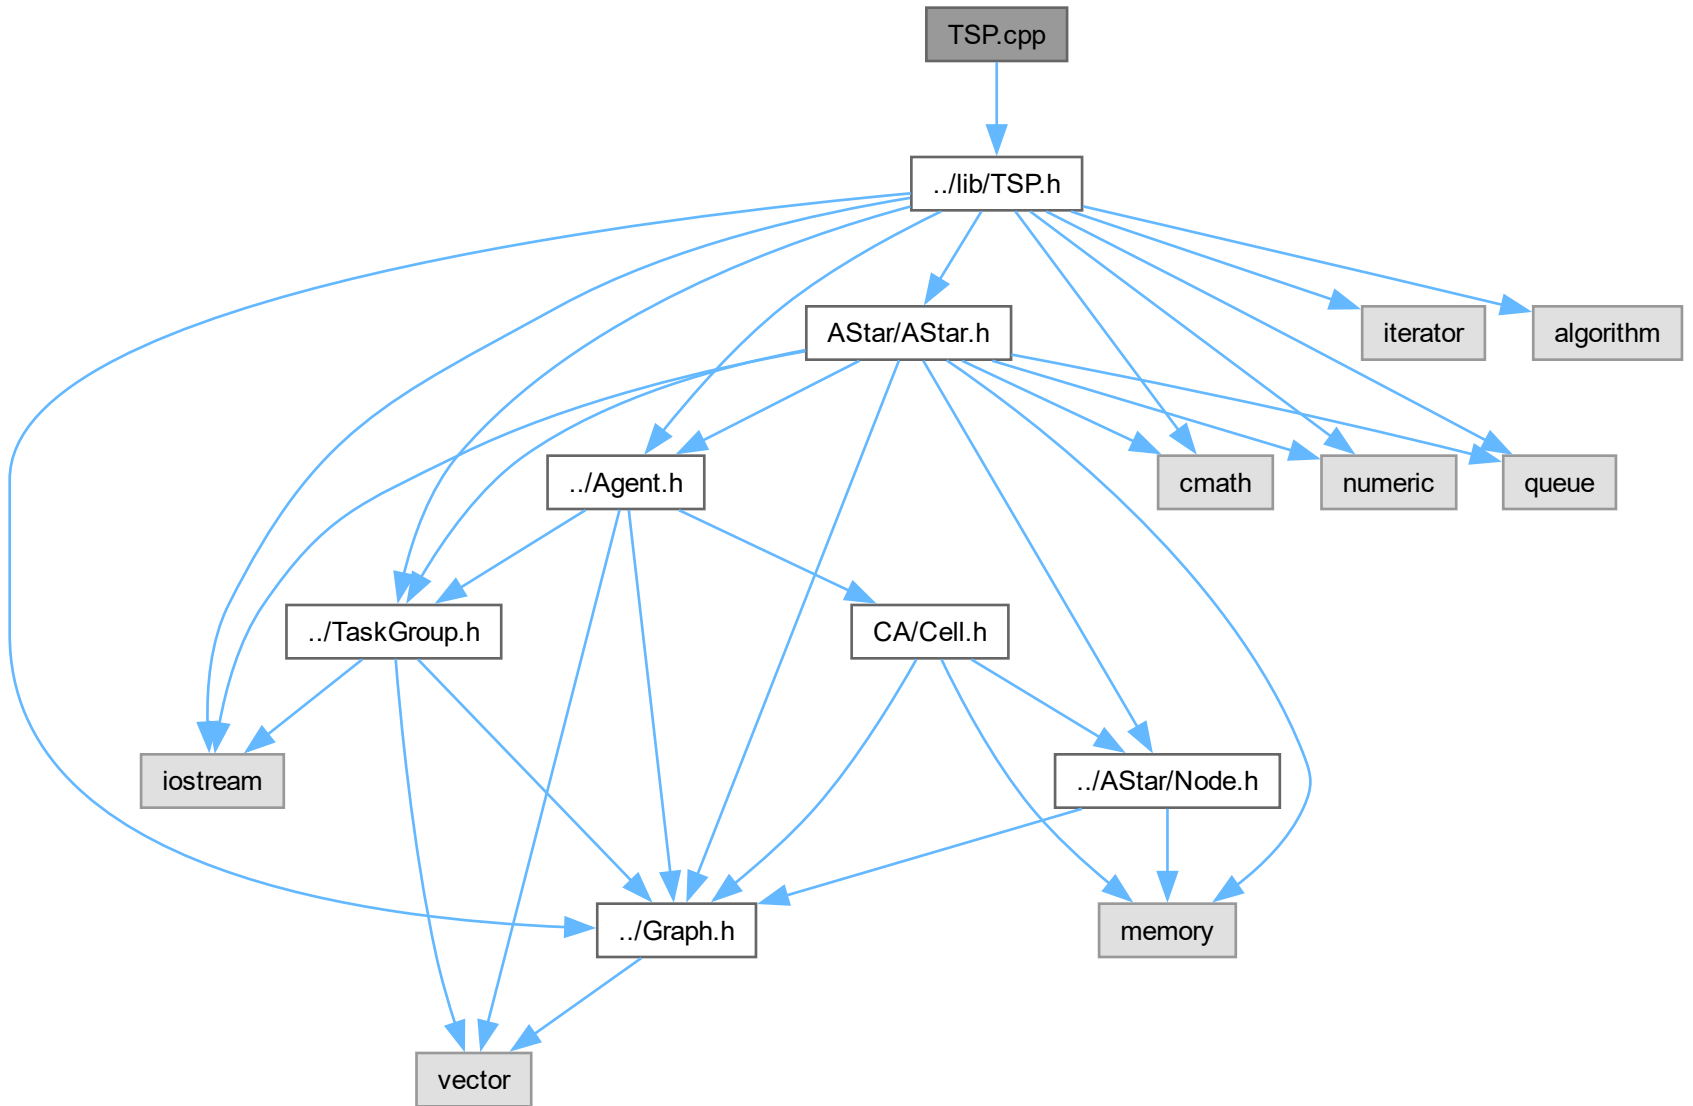 TSP.cpp
../lib/TSP.h
AStar/AStar.h
iterator
algorithm
../Agent.h
cmath
numeric
queue
../TaskGroup.h
CA/Cell.h
iostream
../AStar/Node.h
../Graph.h
memory
vector